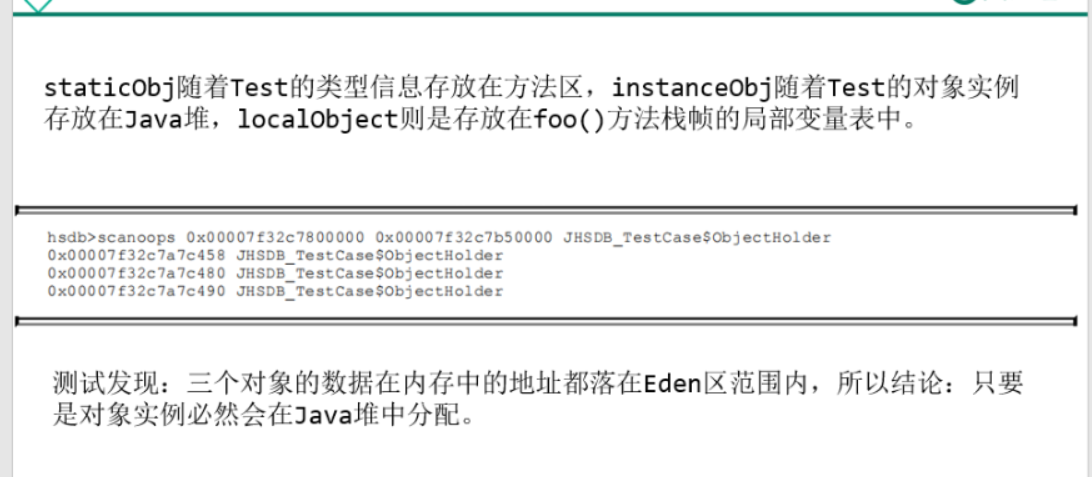 staticObj随着Test的类型信息存放在方法区，instanceObj随着Test的对象实例
存放在Java堆，localObject则是存放在foo()方法栈帧的局部变量表中。
hsdb>scanoops 0x00007f32c7800000 0x00007f32c7b50000 JHSDB_TestCase$ObjectHolder
0x00007f32c7a7c458 JHSDB_TestCase$ObjectHolder
0x00007f32c7a7c480 JHSDB_TestCase$ObjectHolder
0x00007f32c7a7c490 JHSDB_TestCase$ObjectHolder
测试发现：三个对象的数据在内存中的地址都落在Eden区范围内，所以结论：只要
是对象实例必然会在Java堆中分配。